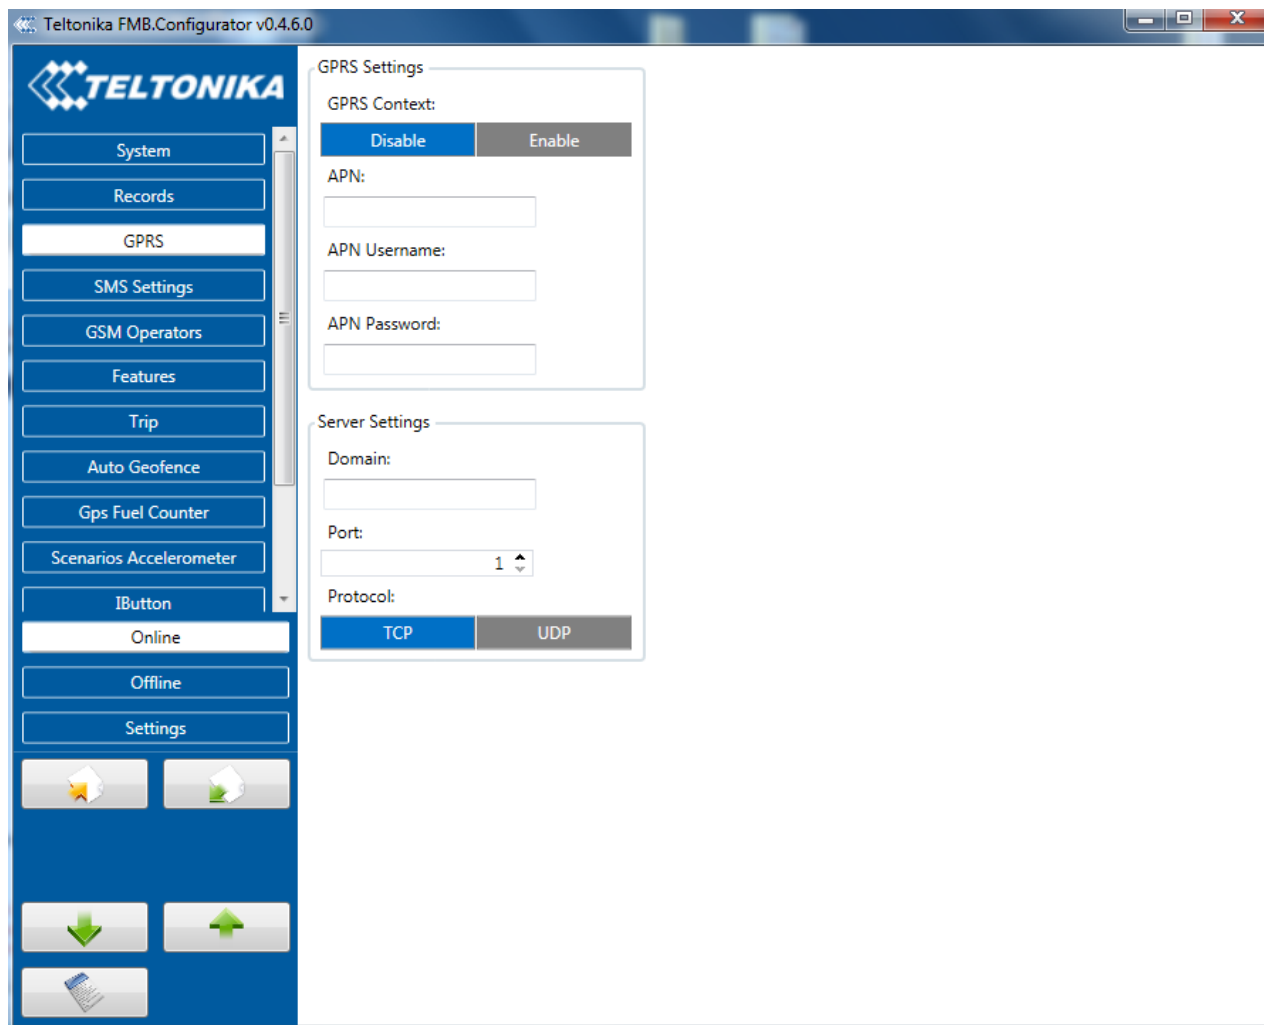 Teltonika FMB.Configurator v0.4.6.0
TELTONIKA
System
Records
GPRS
SMS Settings
GSM Operators
Features
Trip
Auto Geofence
Gps Fuel Counter
Scenarios Accelerometer
IButton
Online
Offline
Settings
GPRS Settings
GPRS Context:
Disable Enable
APN:
APN Username:
APN Password:
Server Settings
Domain:
Port:
1
Protocol:
TCP UDP